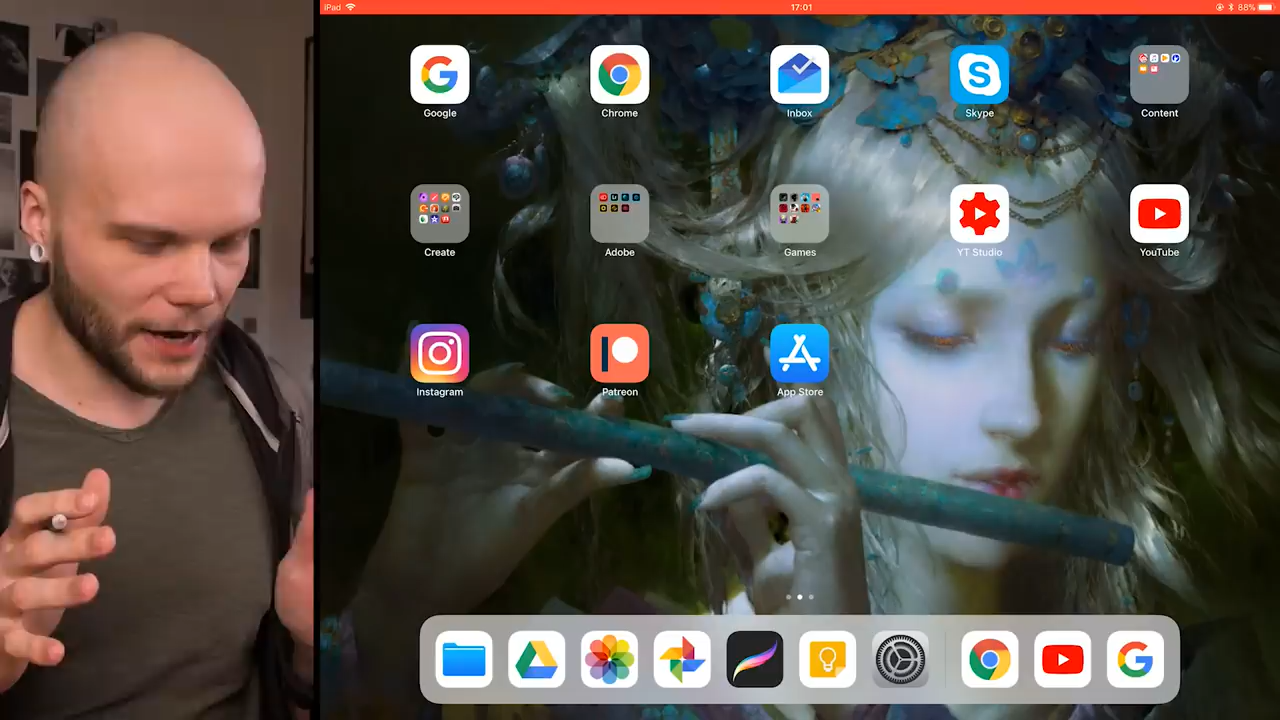 iPad 17:01 88%
Google Chrome Inbox Skype Content
Create Adobe Games YT Studio YouTube
Instagram Patreon App Store